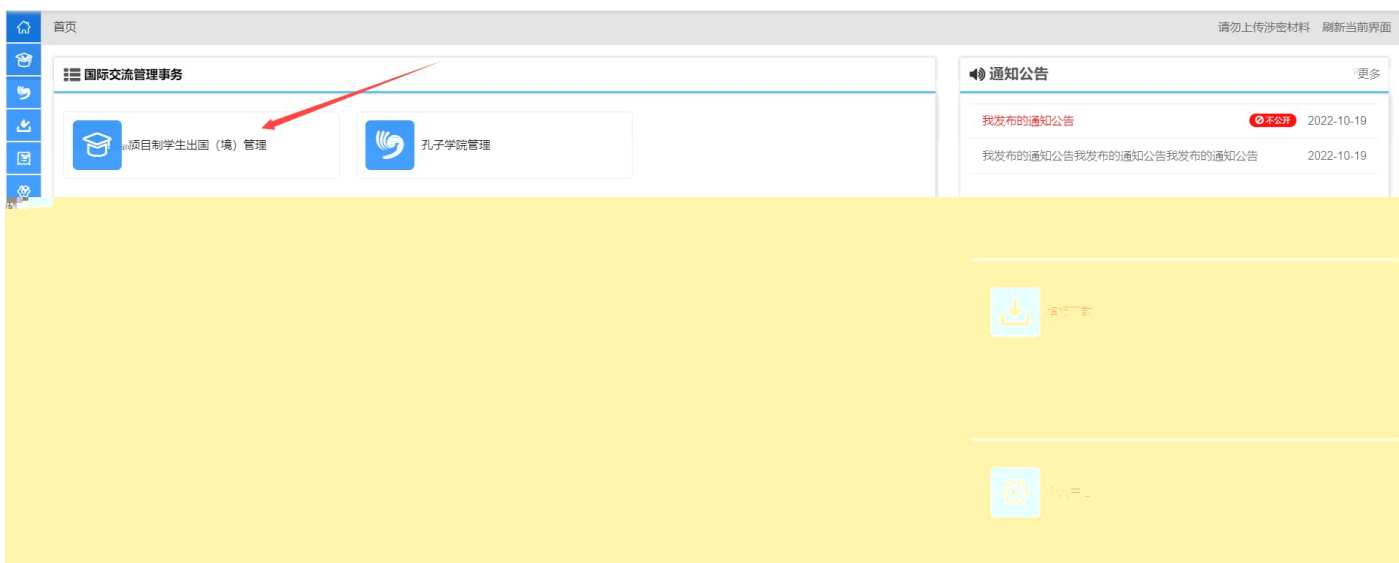 首页
请勿上传涉密材料 刷新当前界面
国际交流管理事务
通知公告
更多
我发布的通知公告
不公开
2022-10-19
项目制学生出国（境）管理
孔子学院管理
我发布的通知公告我发布的通知公告我发布的通知公告
2022-10-19